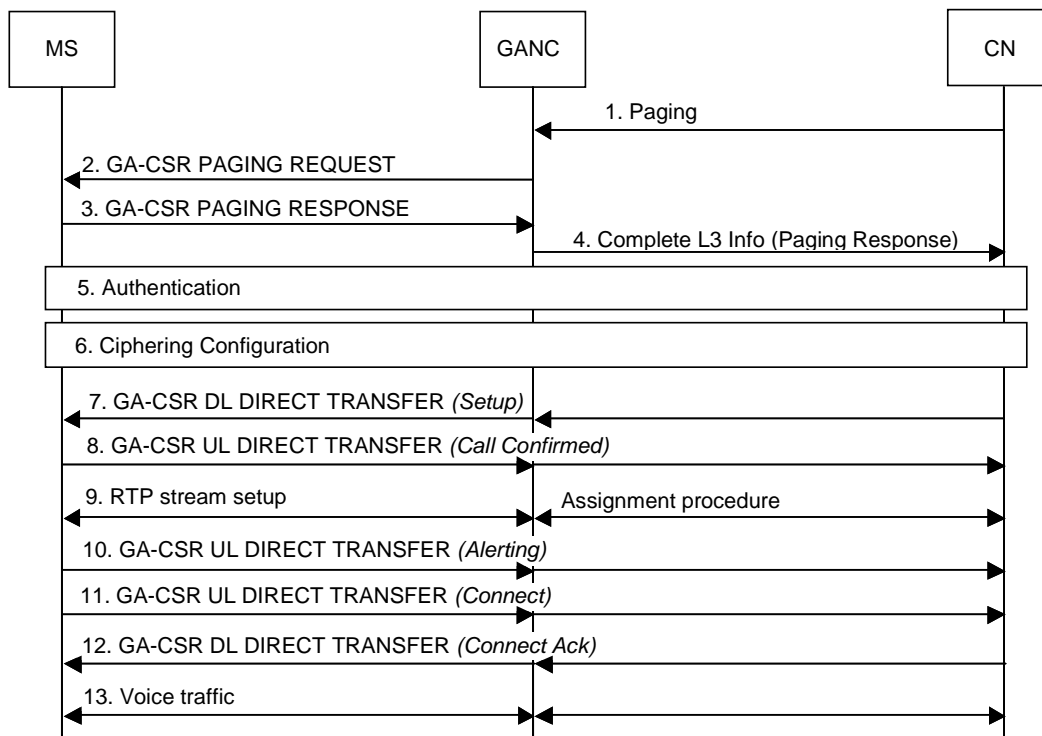 MS
GANC
CN
1. Paging
2. GA-CSR PAGING REQUEST
3. GA-CSR PAGING RESPONSE
4. Complete L3 Info (Paging Response)
5. Authentication
6. Ciphering Configuration
7. GA-CSR DL DIRECT TRANSFER (Setup)
8. GA-CSR UL DIRECT TRANSFER (Call Confirmed)
9. RTP stream setup
Assignment procedure
10. GA-CSR UL DIRECT TRANSFER (Alerting)
11. GA-CSR UL DIRECT TRANSFER (Connect)
12. GA-CSR DL DIRECT TRANSFER (Connect Ack)
13. Voice traffic